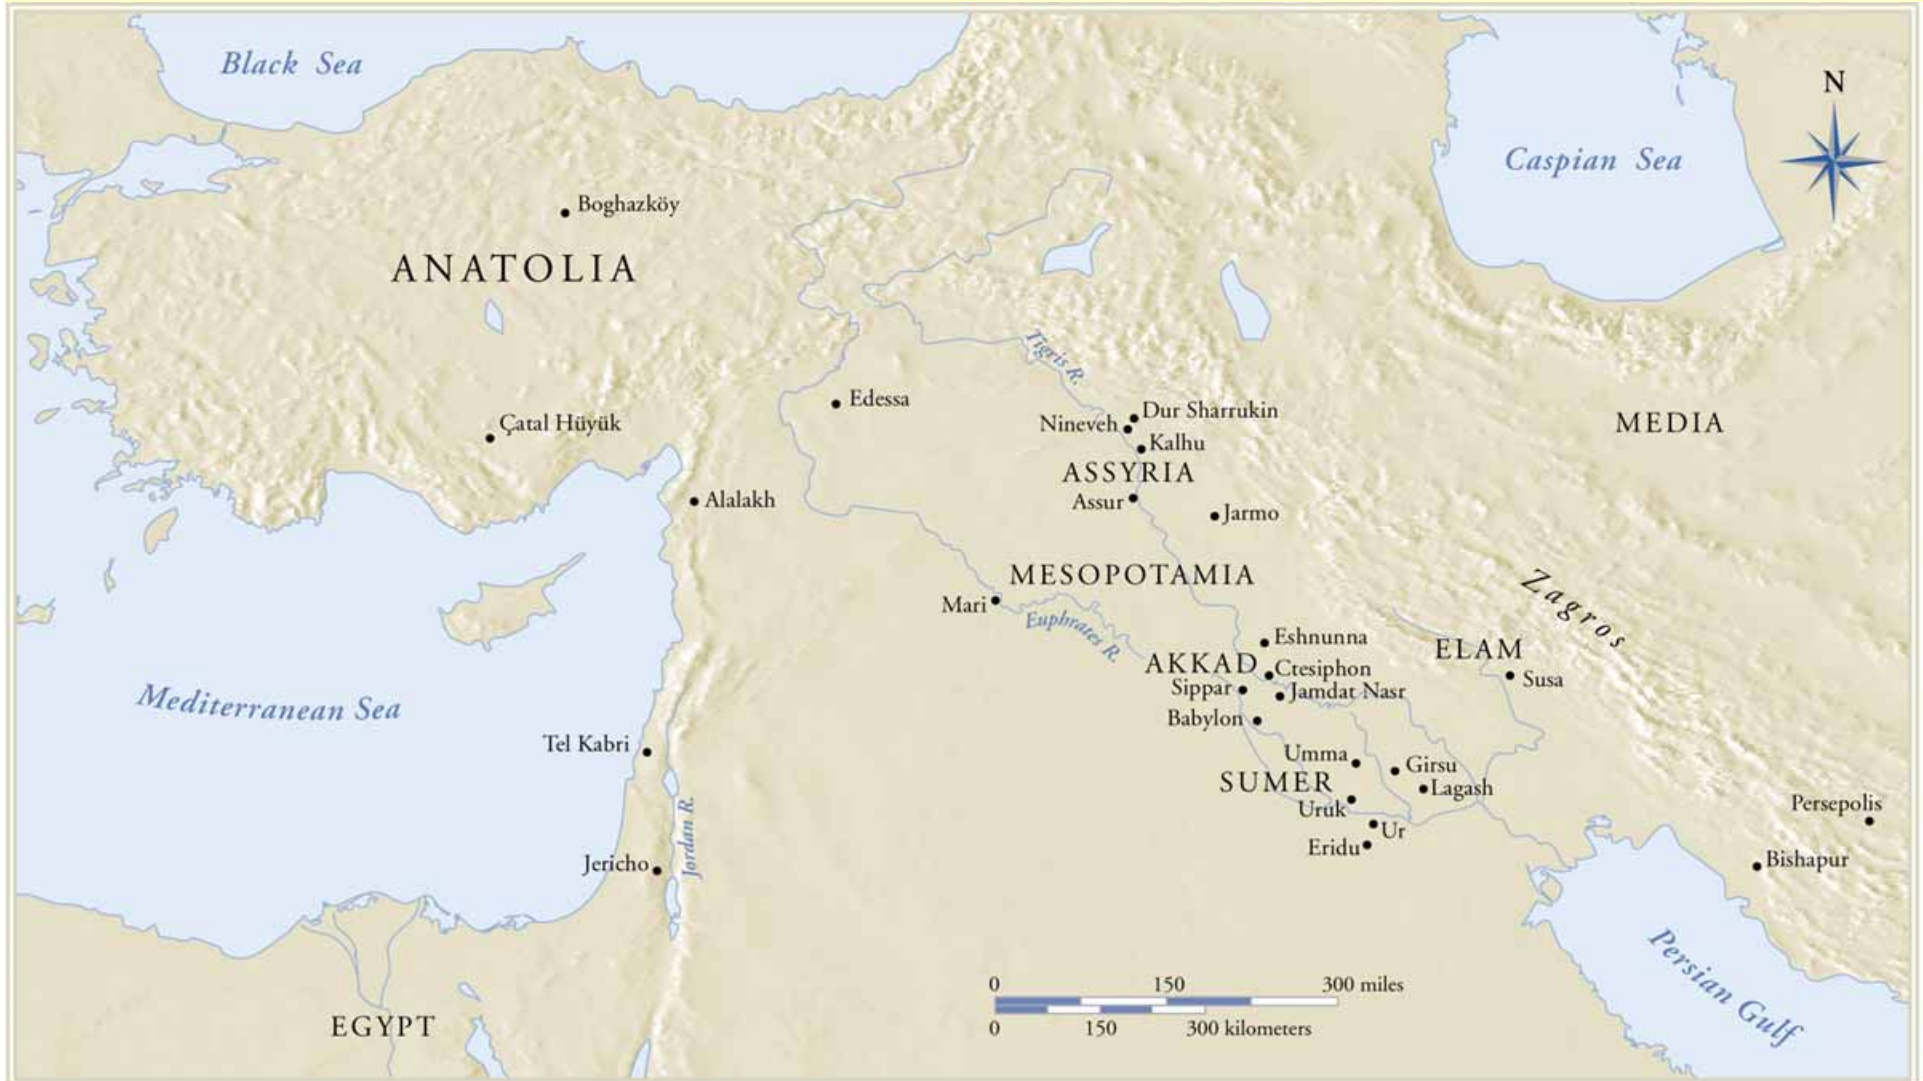 Black Sea
N
Caspian Sea
Boghazköy
ANATOLIA
Tigris R.
Edessa
Dur Sharrukin
Nineveh
Çatal Hüyük
MEDIA
Kalhu
ASSYRIA
Alalakh
Assur
Jarmo
MESOPOTAMIA
Mari
Zagros
Euphrates R.
Eshnunna
ELAM
AKKAD
Ctesiphon
Susa
Sippar
Jamdat Nasr
Mediterranean Sea
Babylon
Tel Kabri
Umma
Girsu
SUMER
Lagash
Persepolis
Uruk
Jordan R.
Ur
Eridu
Jericho
Bishapur
Persian Gulf
0 150 300 miles
0 150 300 kilometers
EGYPT